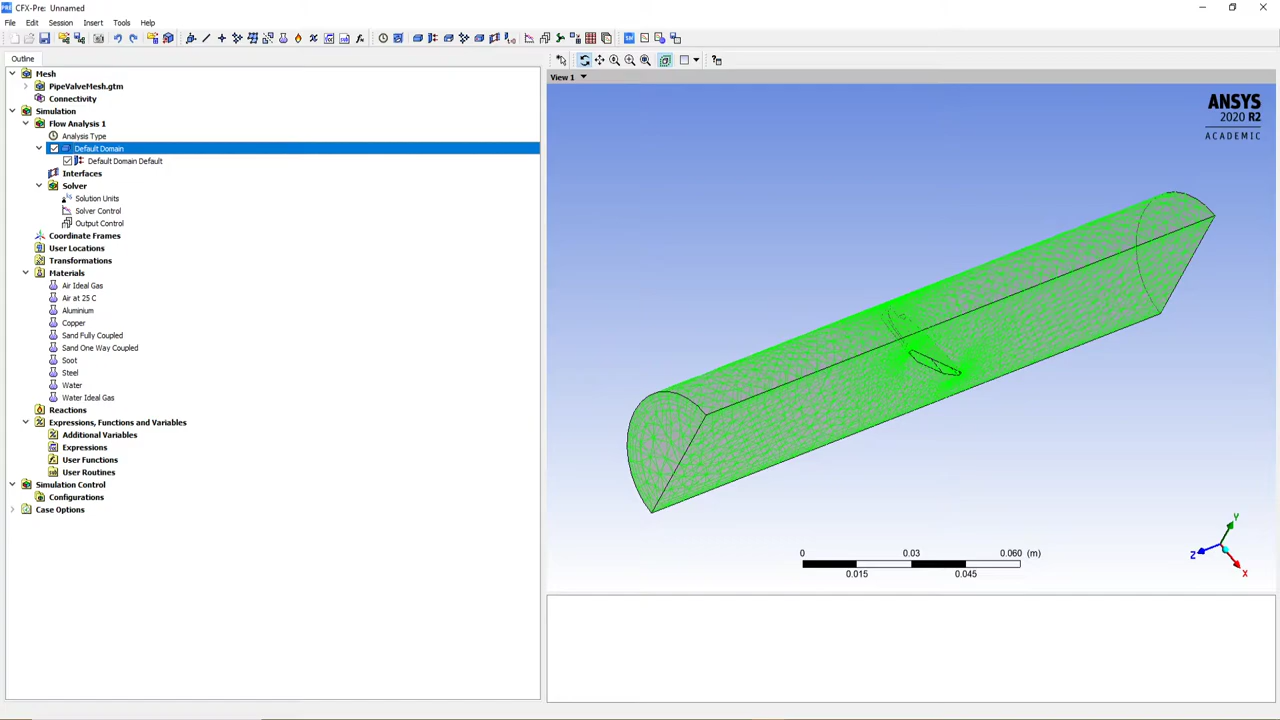 CFX-Pre: Unnamed
File Edit Session Insert Tools Help
Outline
Mesh
PipeValveMesh.gtm
Connectivity
Simulation
Flow Analysis 1
Analysis Type
Default Domain
Default Domain Default
Interfaces
Solver
Solution Units
Solver Control
Output Control
Coordinate Frames
User Locations
Transformations
Materials
Air Ideal Gas
Air at 25 C
Aluminium
Copper
Sand Fully Coupled
Sand One Way Coupled
Soot
Steel
Water
Water Ideal Gas
Reactions
Expressions, Functions and Variables
Additional Variables
Expressions
User Functions
User Routines
Simulation Control
Configurations
Case Options
View 1
ANSYS
2020 R2
ACADEMIC
0 0.03 0.060 (m)
0.015 0.045
Y
Z
X